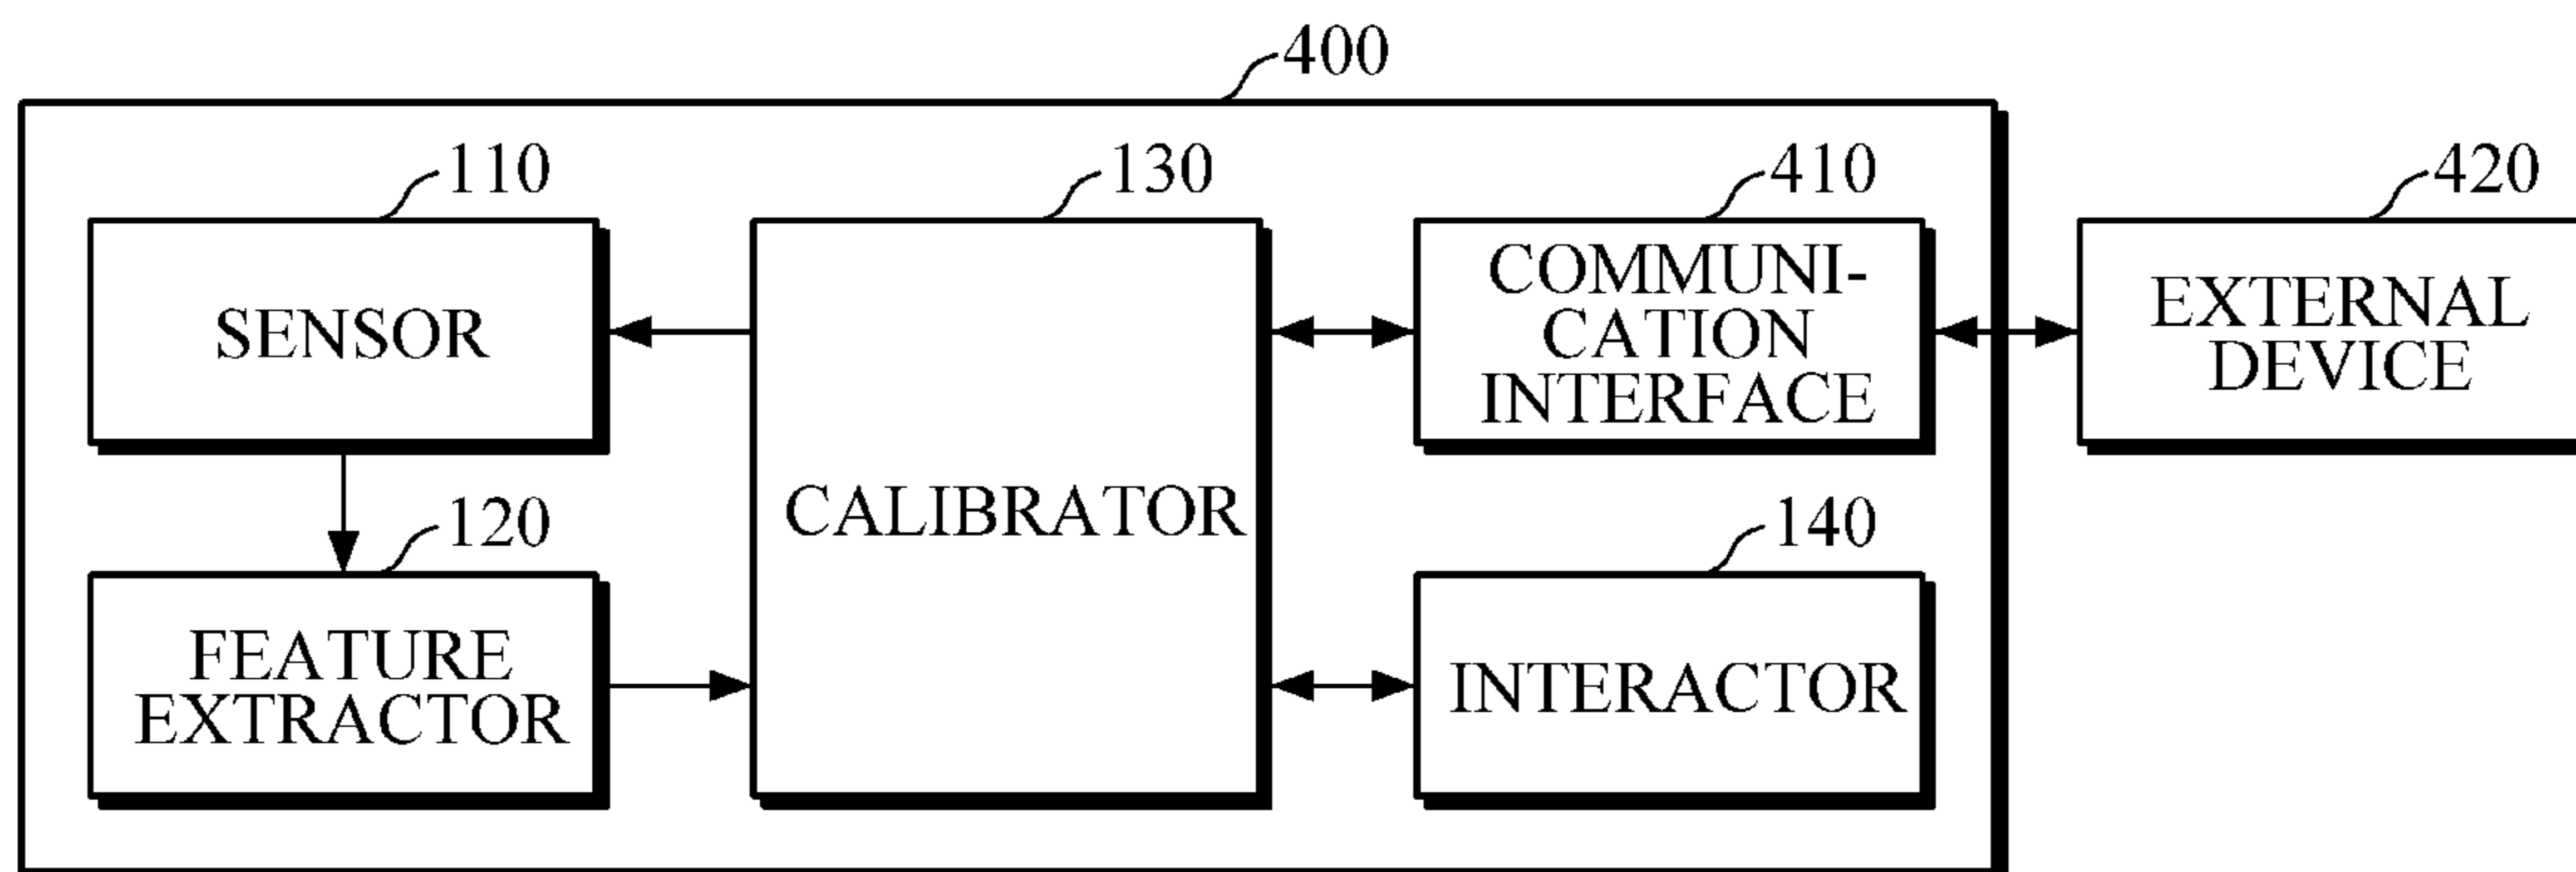 400
110
130
410
420
SENSOR
CALIBRATOR
COMMUNI-
CATION
INTERFACE
EXTERNAL
DEVICE
120
140
FEATURE
EXTRACTOR
INTERACTOR